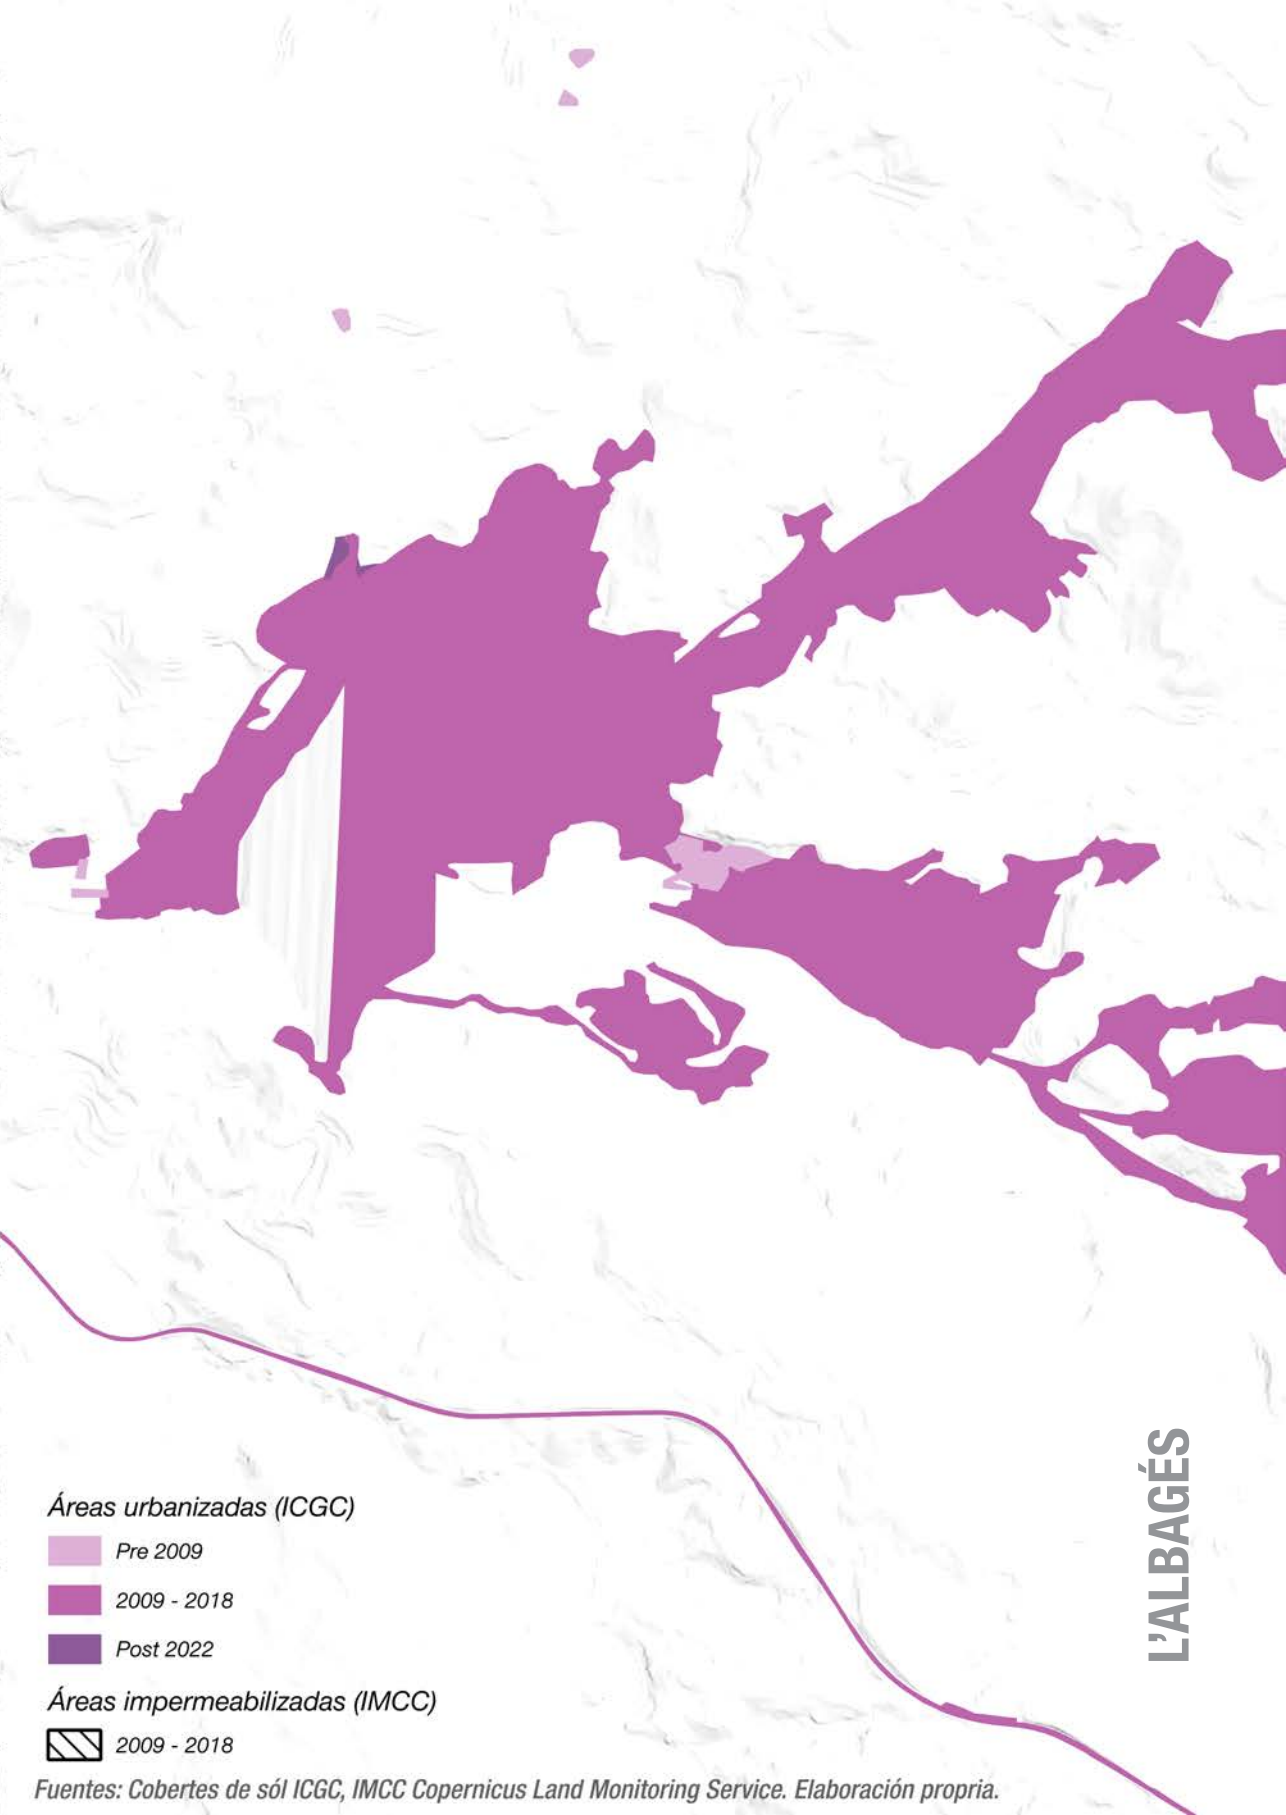 L'ALBAGÉS
Áreas urbanizadas (ICGC)
Pre 2009
2009 - 2018
Post 2022
Áreas impermeabilizadas (IMCC)
2009 - 2018
Fuentes: Cobertes de sól ICGC, IMCC Copernicus Land Monitoring Service. Elaboración propria.